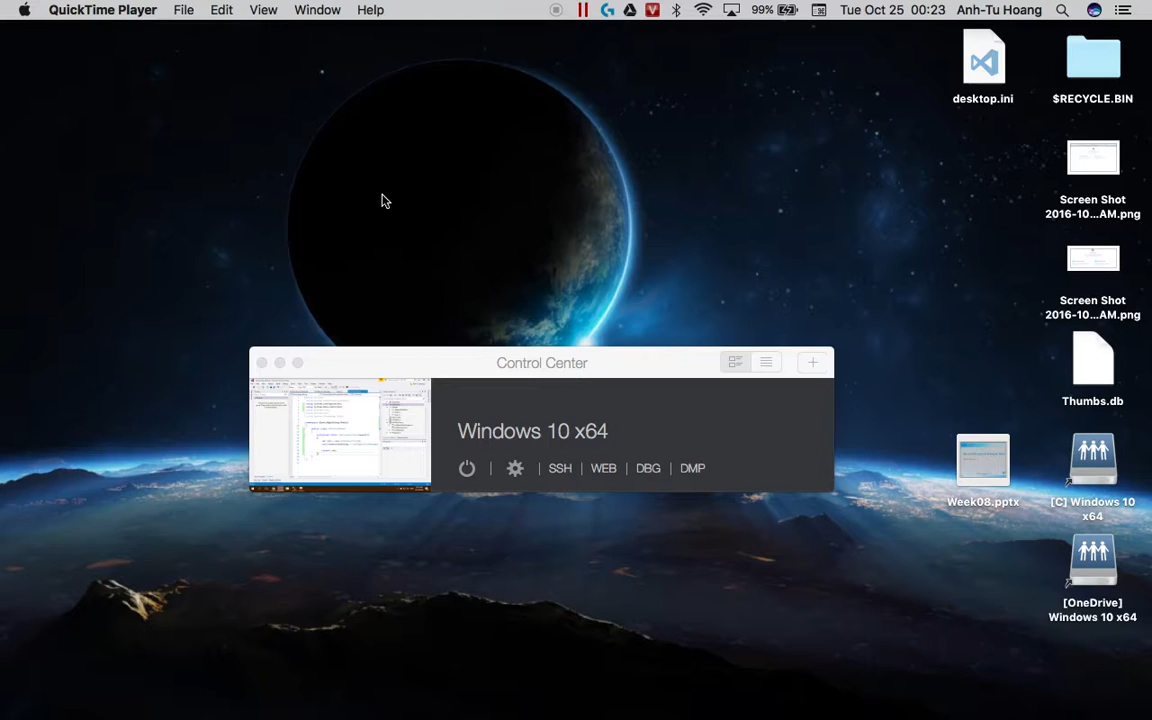 QuickTime Player File Edit View Window Help 99% Tue Oct 25 00:23 Anh-Tu Hoang
desktop.ini
$RECYCLE.BIN
Screen Shot
2016-10...AM.png
Screen Shot
2016-10...AM.png
Thumbs.db
Control Center
Windows 10 x64
SSH WEB DBG DMP
Week08.pptx
[C] Windows 10
x64
[OneDrive]
Windows 10 x64